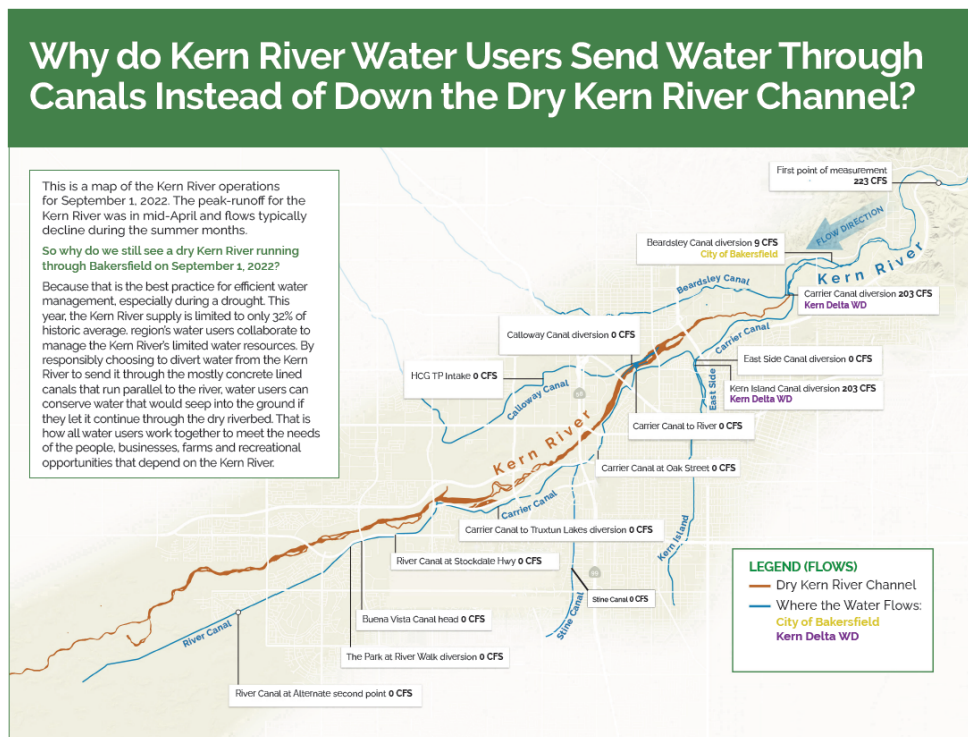 Why do Kern River Water Users Send Water Through
Canals Instead of Down the Dry Kern River Channel?
This is a map of the Kern River operations
for September 1, 2022. The peak-runoff for the
Kern River was in mid-April and flows typically
decline during the summer months.
So why do we still see a dry Kern River running
through Bakersfield on September 1, 2022?
Because that is the best practice for efficient water
management, especially during a drought. This
year, the Kern River supply is limited to only 32% of
historic average. region's water users collaborate to
manage the Kern River's limited water resources. By
responsibly choosing to divert water from the Kern
River to send it through the mostly concrete lined
canals that run parallel to the river, water users can
conserve water that would seep into the ground if
they let it continue through the dry riverbed. That is
how all water users work together to meet the needs
of the people, businesses, farms and recreational
opportunities that depend on the Kern River.
First point of measurement
223 CFS
FLOW DIRECTION
Beardsley Canal diversion 9 CFS
City of Bakersfield
Kern River
Beardsley Canal
Carrier Canal diversion 203 CFS
Kern Delta WD
Carrier Canal
Calloway Canal diversion 0 CFS
East Side Canal diversion 0 CFS
HCG TP Intake 0 CFS
Calloway Canal
East Side
Kern Island Canal diversion 203 CFS
Kern Delta WD
Carrier Canal to River 0 CFS
Kern River
Carrier Canal at Oak Street 0 CFS
Carrier Canal
Carrier Canal to Truxtun Lakes diversion 0 CFS
Kern Island
River Canal at Stockdale Hwy 0 CFS
Stine Canal 0 CFS
Stine Canal
Buena Vista Canal head 0 CFS
River Canal
The Park at River Walk diversion 0 CFS
River Canal at Alternate second point 0 CFS
LEGEND (FLOWS)
Dry Kern River Channel
Where the Water Flows:
City of Bakersfield
Kern Delta WD